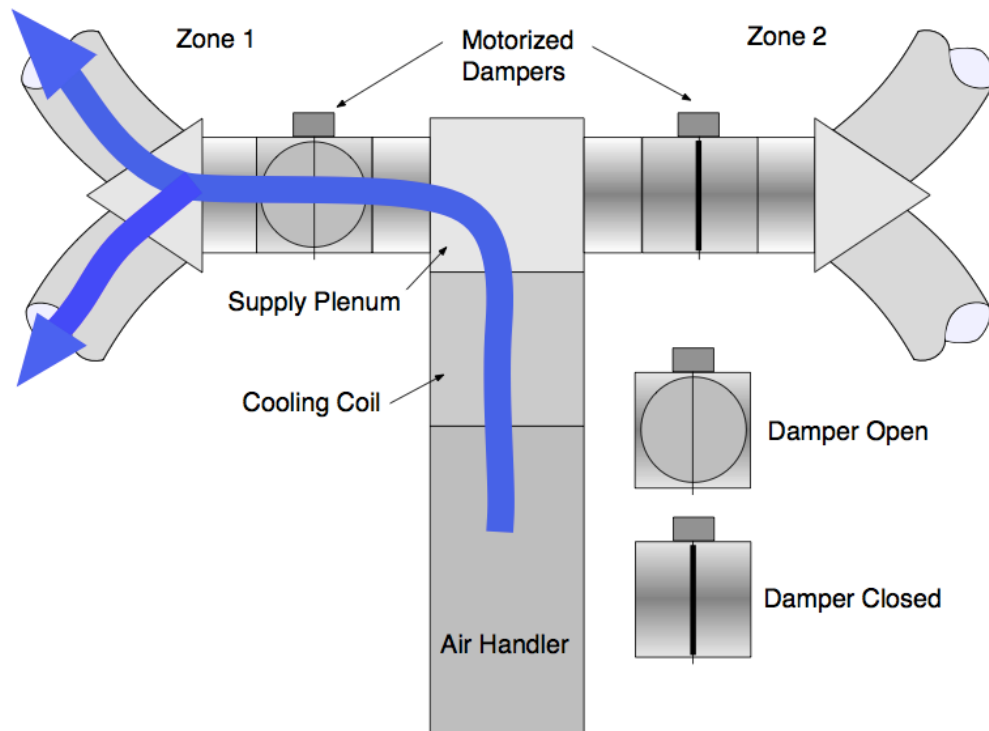 Zone 1
Motorized
Dampers
Zone 2
Supply Plenum
Cooling Coil
Damper Open
Damper Closed
Air Handler